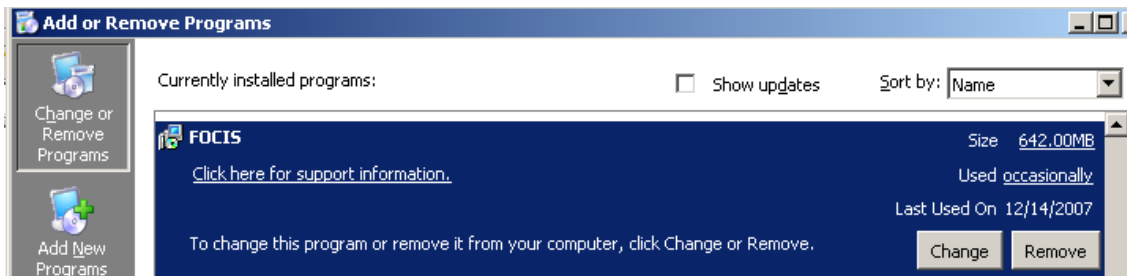 Add or Remove Programs
Change or
Remove
Programs
Add New
Programs
Currently installed programs:
Show updates
Sort by: Name
FOCIS
Size 642.00MB
Click here for support information.
Used occasionally
Last Used On 12/14/2007
To change this program or remove it from your computer, click Change or Remove.
Change Remove